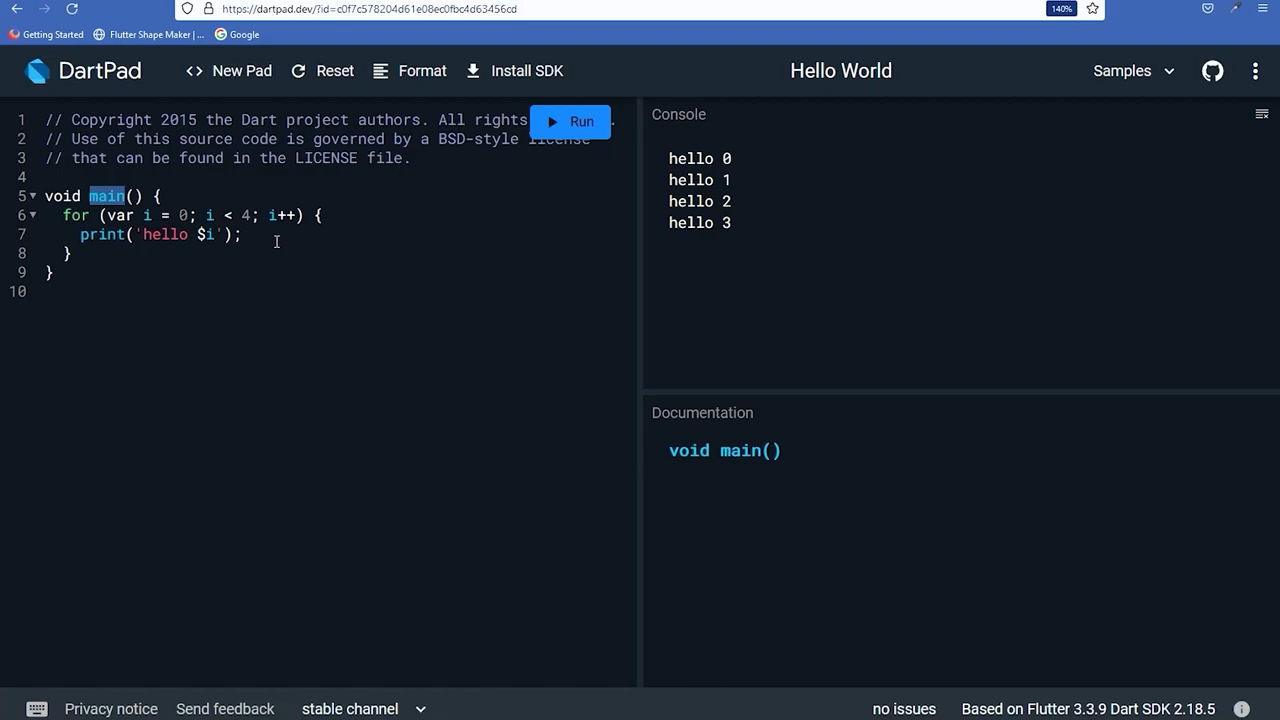 https://dartpad.dev/?id=c0f7c578204d61e08ec0fbc4d63456cd
140%
Getting Started
Flutter Shape Maker | ...
Google
DartPad
<> New Pad
Reset
Format
Install SDK
Hello World
Samples
1 // Copyright 2015 the Dart project authors. All rights
Run
2 // Use of this source code is governed by a BSD-style license
3 // that can be found in the LICENSE file.
4
5 void main() {
6 for (var i = 0; i < 4; i++) {
7 print('hello $i');
8 }
9 }
10
Console
hello 0
hello 1
hello 2
hello 3
Documentation
void main()
Privacy notice
Send feedback
stable channel
no issues
Based on Flutter 3.3.9 Dart SDK 2.18.5